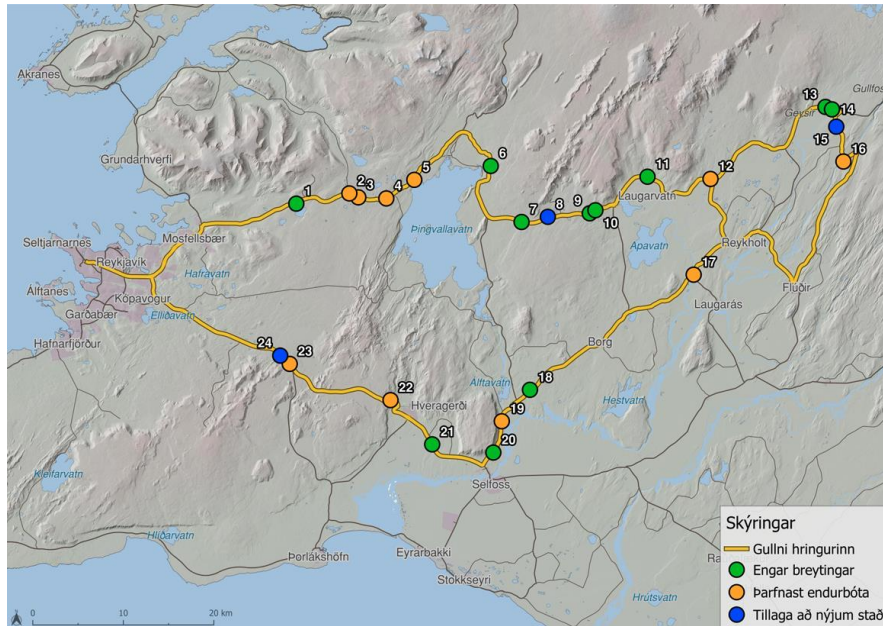 Akranes
Grundarhverfi
Gullfos
Geysir
13
14
15
16
6
5
2
3
4
1
11
12
7
8
9
10
Laugarvatn
Þingvallavatn
Apavatn
Reykholt
Seltjarnarnes
Mosfellsbær
Reykjavík
Hafravatn
Álftanes
Kópavogur
Garðabær
Elliðavatn
Hafnarfjörður
17
Flúðir
Laugarás
Borg
24
23
18
Álftavatn
22
Hveragerði
19
Hestvatn
21
20
Kleifarvatn
Selfoss
Hlíðarvatn
Þorlákshöfn
Eyrarbakki
Stokkseyri
Hrútsvatn
Skýringar
Gullni hringurinn
Engar breytingar
Þarfnast endurbóta
Tillaga að nýjum stað
0 10 20 km